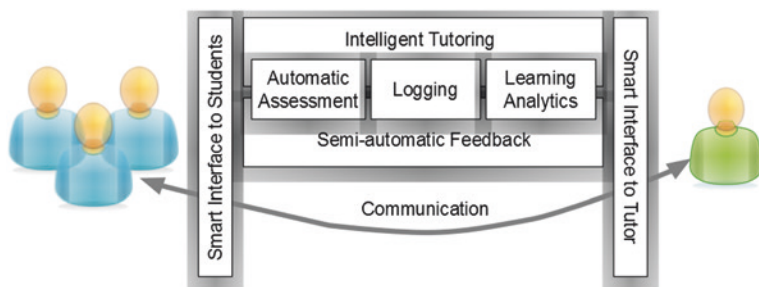 Smart Interface to Students
Intelligent Tutoring
Automatic
Assessment
Logging
Learning
Analytics
Semi-automatic Feedback
Communication
Smart Interface to Tutor